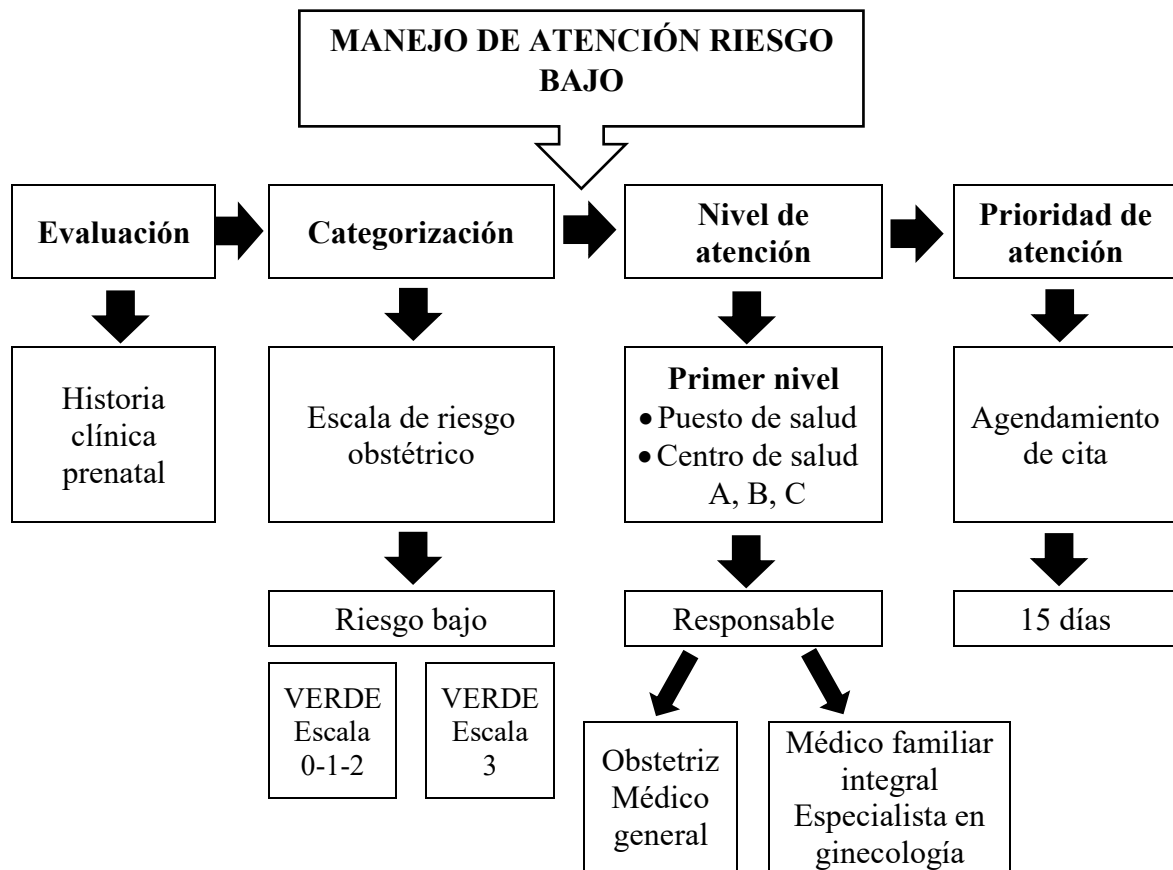 MANEJO DE ATENCIÓN RIESGO
BAJO
Evaluación
Categorización
Nivel de
atención
Prioridad de
atención
Historia
clínica
prenatal
Escala de riesgo
obstétrico
Primer nivel
• Puesto de salud
• Centro de salud
A, B, C
Agendamiento
de cita
Riesgo bajo
Responsable
15 días
VERDE
Escala
0-1-2
VERDE
Escala
3
Obstetriz
Médico
general
Médico familiar
integral
Especialista en
ginecología